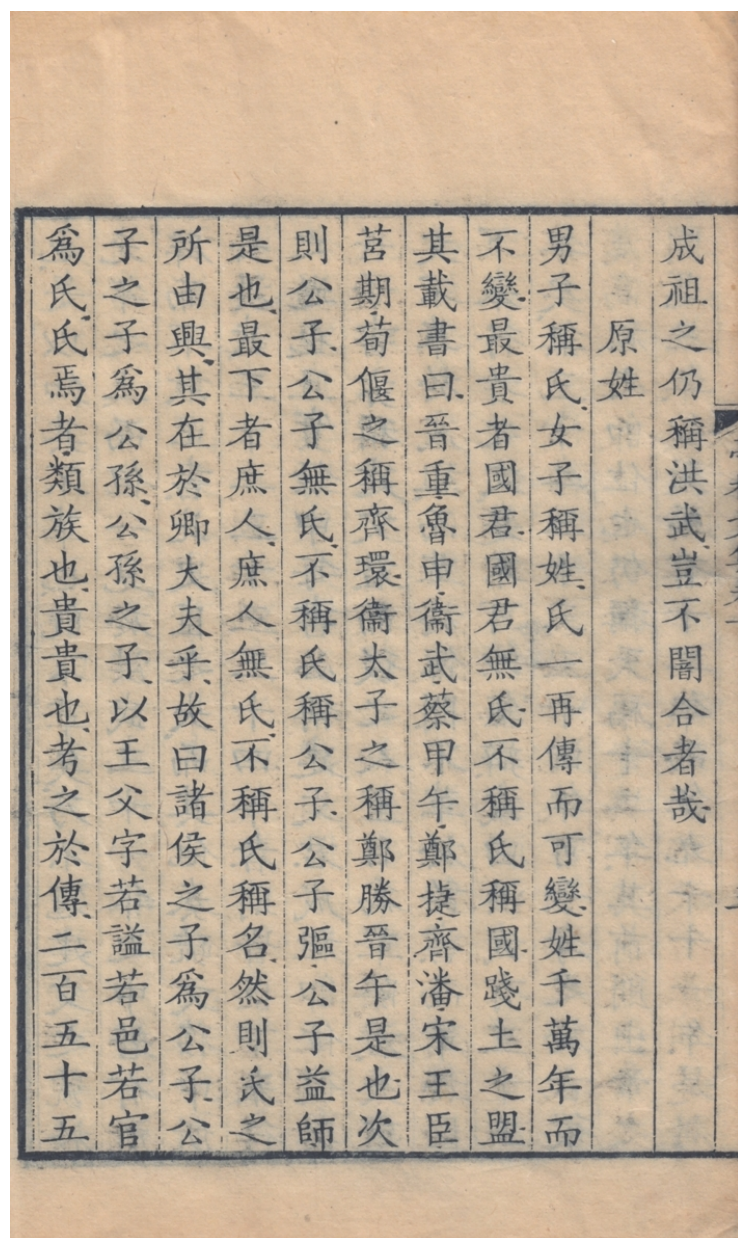 成祖之仍稱洪武豈不闇合者哉
原姓
男子稱氏女子稱姓氏一再傳而可變姓千萬年而
不變最貴者國君國君無氏不稱氏稱國踐土之盟
其載書曰晉重魯申衞武蔡甲午鄭捷齊潘宋王臣
莒期荀偃之稱齊環衞太子之稱鄭勝晉午是也次
則公子公子無氏不稱氏稱公子公子彄公子益師
是也最下者庶人庶人無氏不稱氏稱名然則氏之
所由興其在於卿大夫乎故曰諸侯之子爲公子公
子之子爲公孫公孫之子以王父字若謚若邑若官
爲氏氏焉者類族也貴貴也考之於傳二百五十五